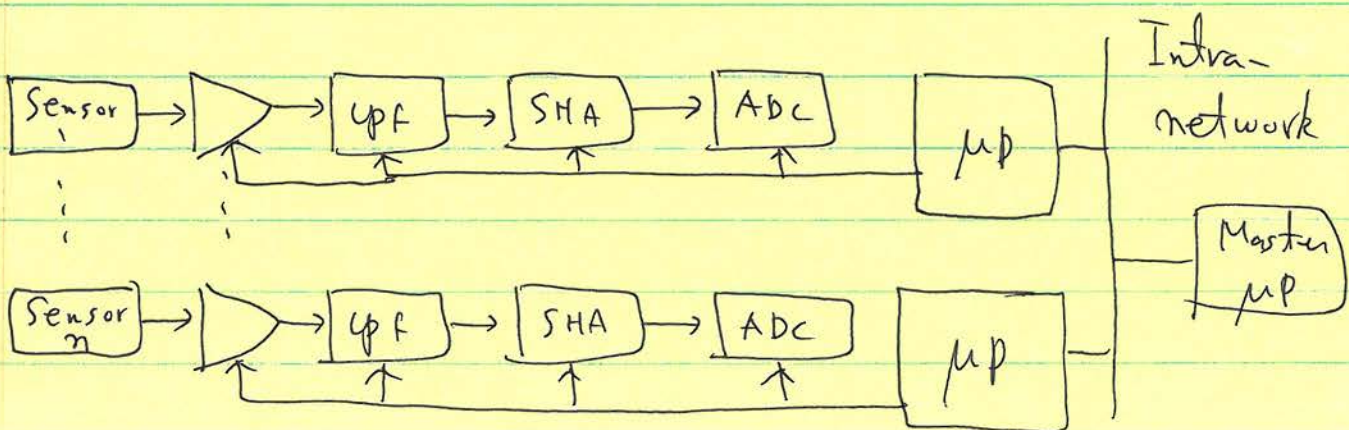 Intra-
network
Sensor
1
LPF
SHA
ADC
μP
Master
μP
Sensor
n
LPF
SHA
ADC
μP